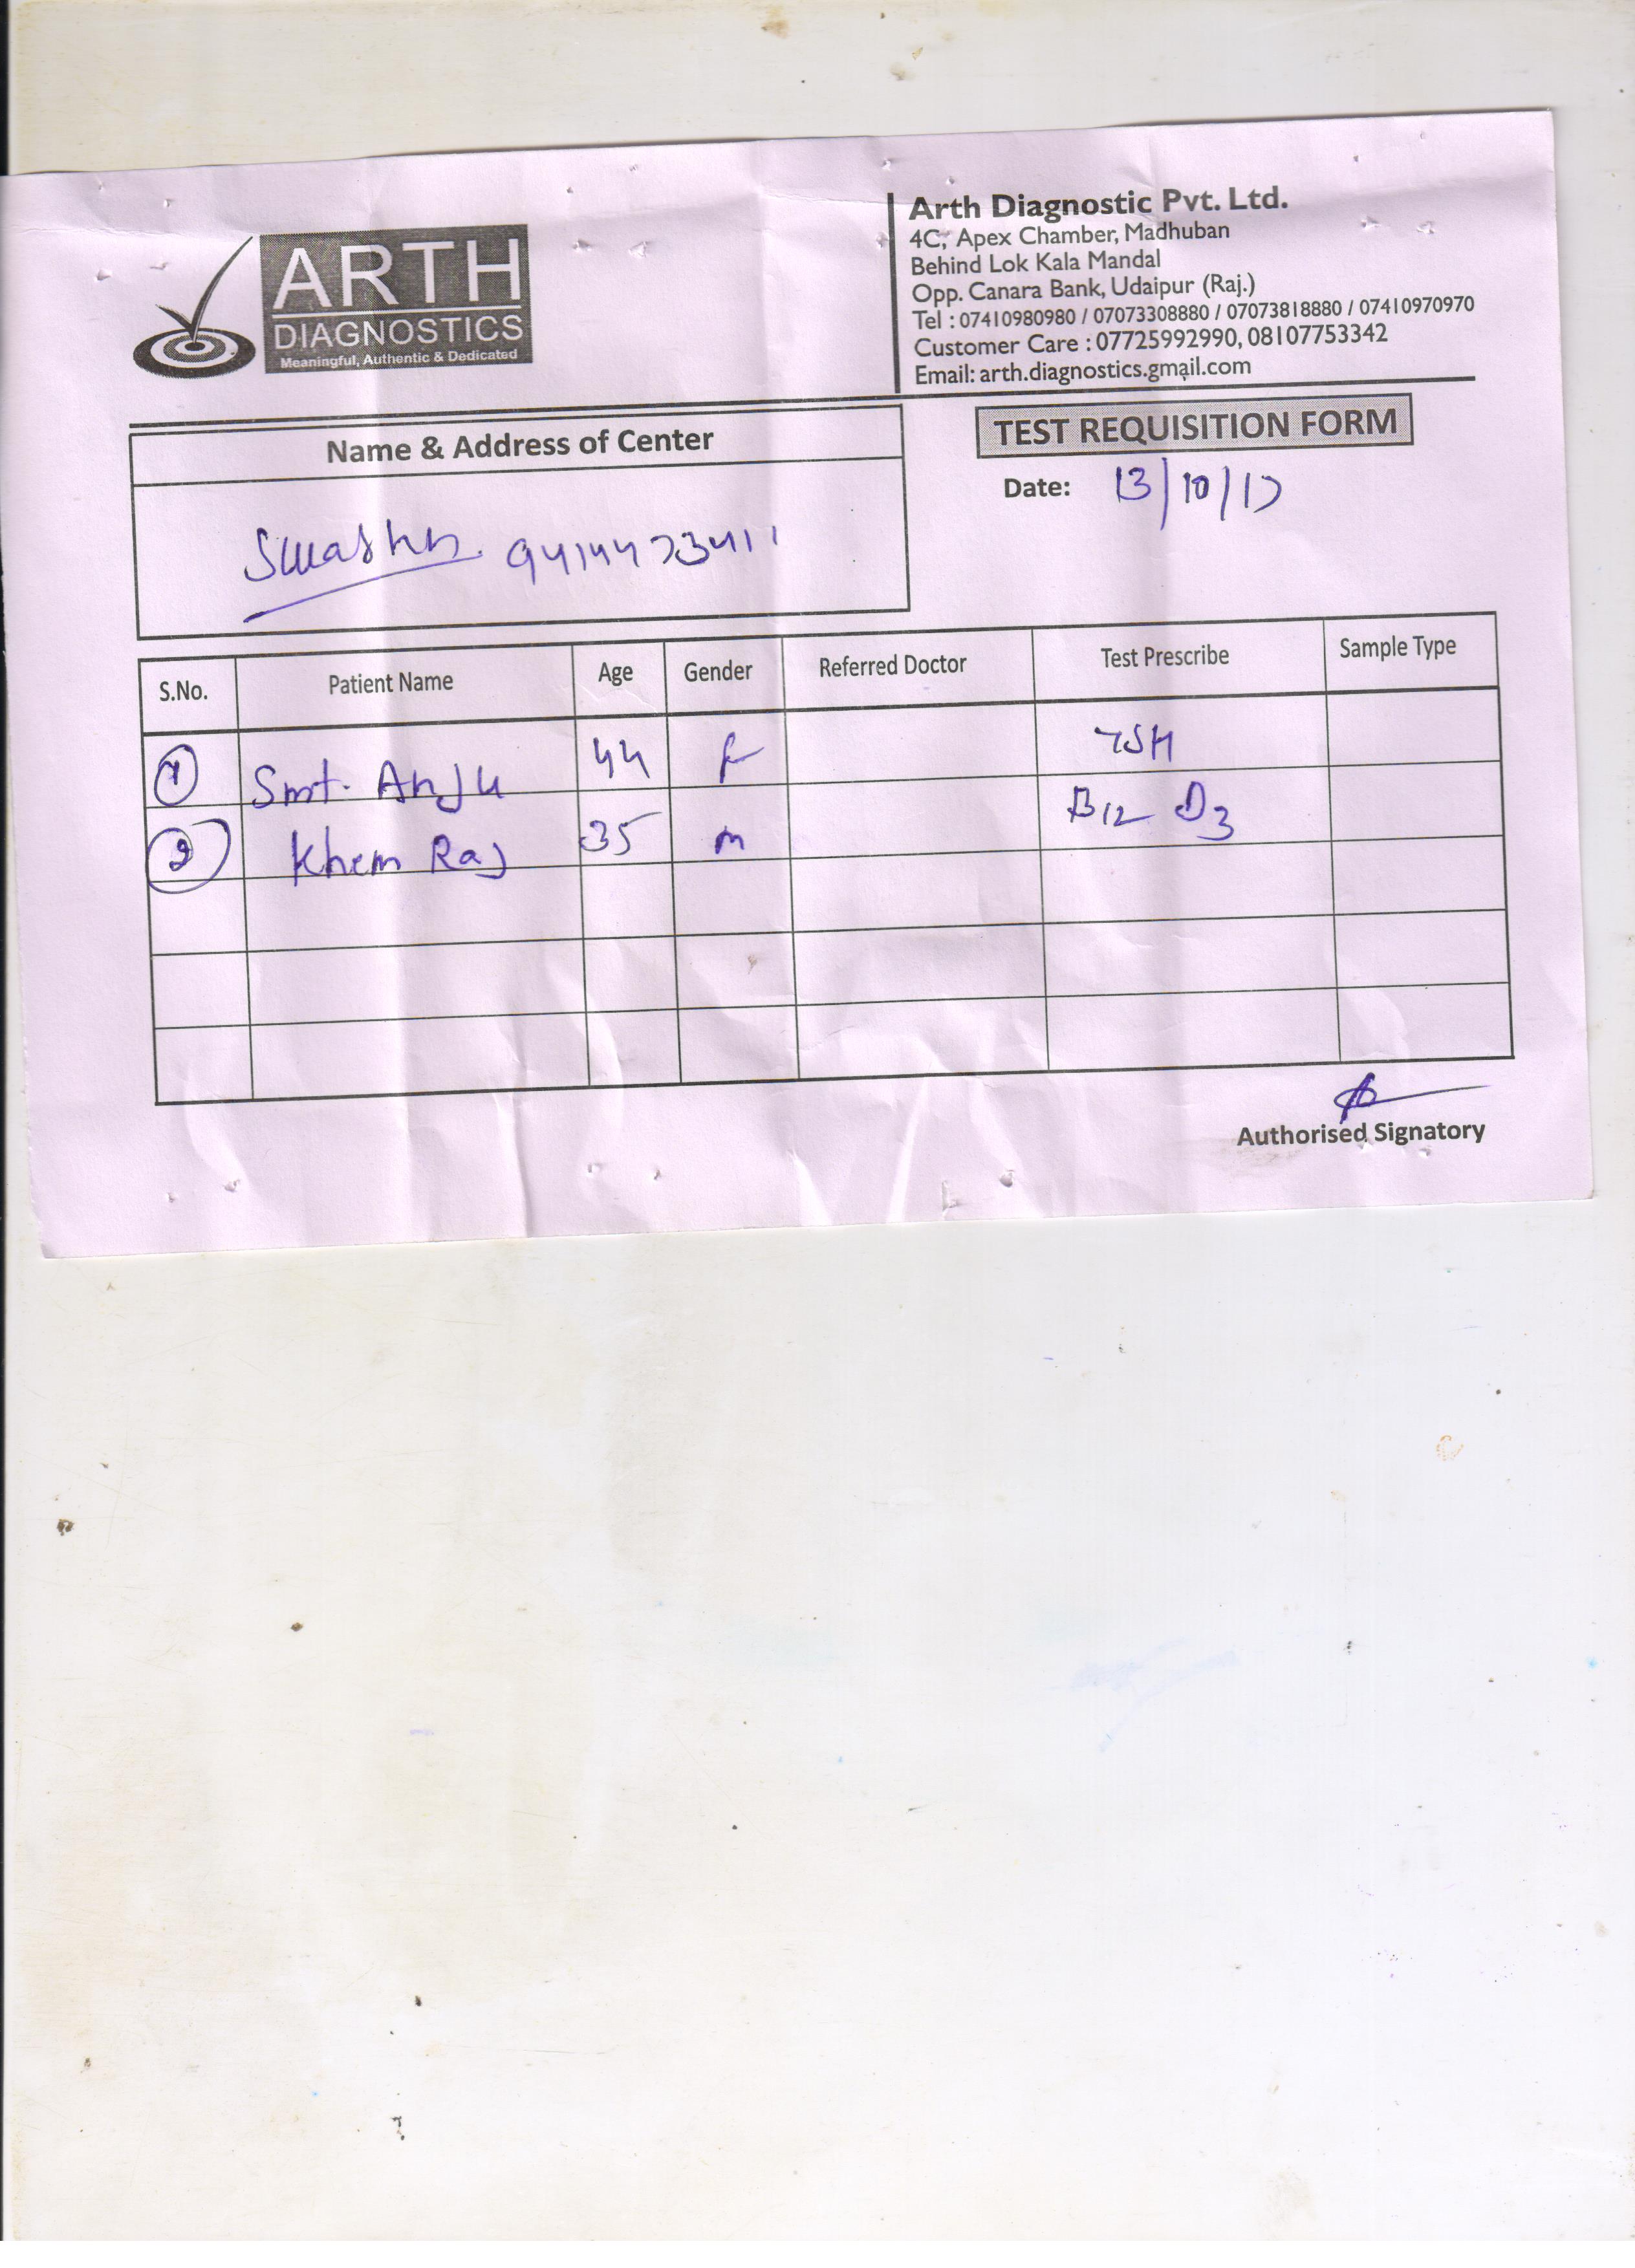 ARTH
DIAGNOSTICS
Meaningful, Authentic & Dedicated
Arth Diagnostic Pvt. Ltd.
4C, Apex Chamber, Madhuban
Behind Lok Kala Mandal
Opp. Canara Bank, Udaipur (Raj.)
Tel : 07410980980 / 07073308880 / 07073818880 / 07410970970
Customer Care : 07725992990, 08107753342
Email: arth.diagnostics.gmail.com
Name & Address of Center
TEST REQUISITION FORM
Date: 13/10/17
9414473411
S.No. Patient Name Age Gender Referred Doctor Test Prescribe Sample Type
1 Smt. Anju 44 F TSH
2 Khem Raj 35 m B12 D3
Authorised Signatory